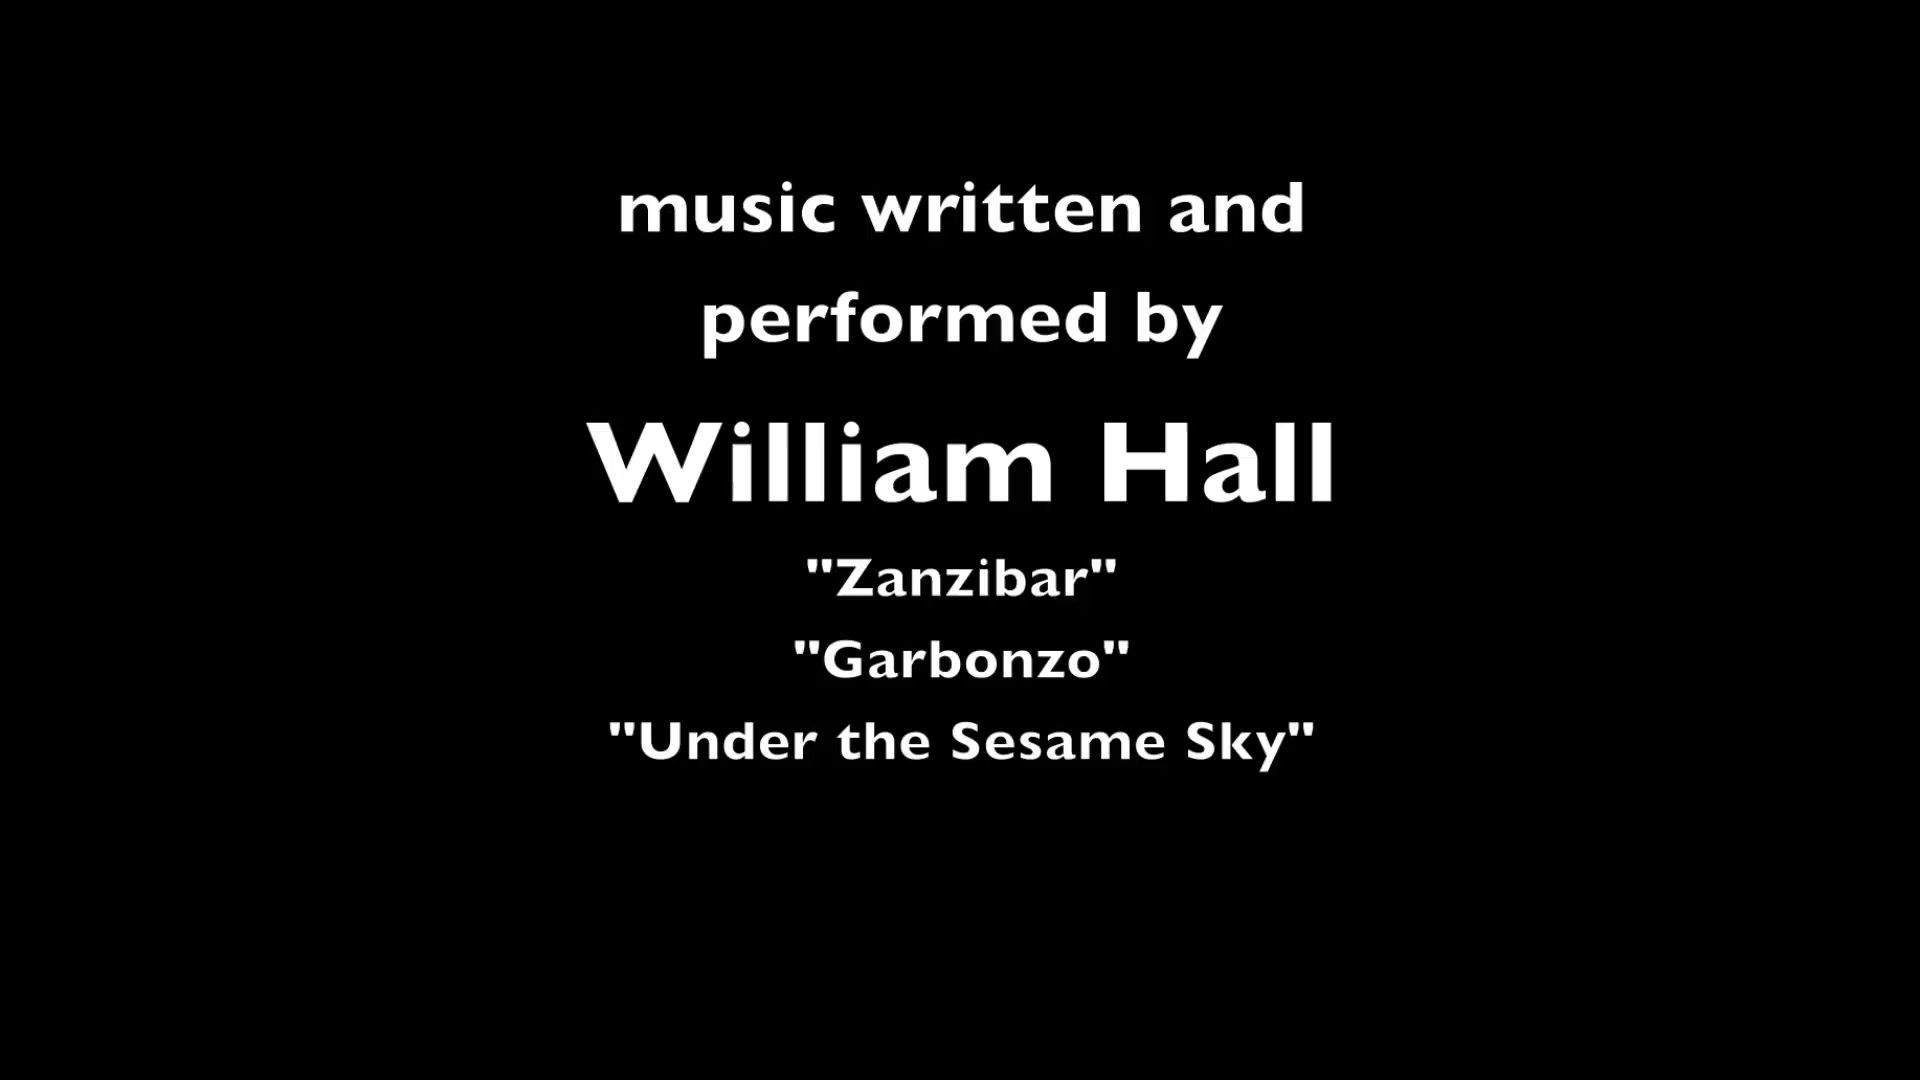 music written and
performed by
William Hall
"Zanzibar"
"Garbonzo"
"Under the Sesame Sky"